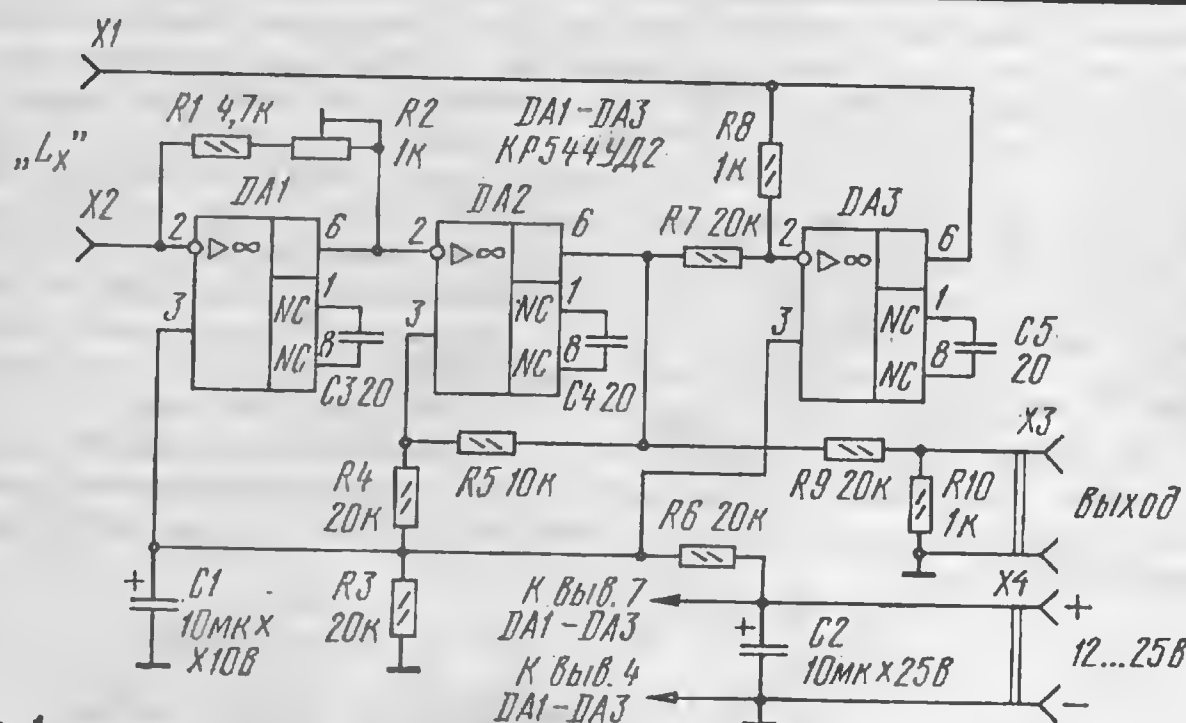 X1
R1 4,7к
R2
1к
DA1-DA3
КР544УД2
R8
1к
„Lx”
X2
DA1
DA2
DA3
2
▷∞
6
2
▷∞
6
R7 20к
2
▷∞
6
3
NC
1
NC
8
C3 20
3
NC
1
NC
8
C4 20
3
NC
1
NC
8
C5
20
X3
R4
20к
R5 10к
R9 20к
R10
1к
Выход
R6 20к
+
C1
10мк×
×10В
R3
20к
К выв. 7
DA1-DA3
+
C2
10мк×25В
X4
+
12...25В
К выв. 4
DA1-DA3
−